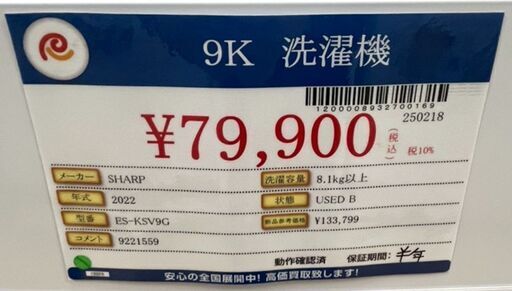 9K 洗濯機
1200008932700169
250218
¥79,900 (税込) 税10%
メーカー SHARP
洗濯容量 8.1kg以上
年式 2022
状態 USED B
型番 ES-KSV9G
新品参考価格 ¥133,799
コメント 9221559
動作確認済 保証期間: 半年
安心の全国展開中! 高価買取致します!